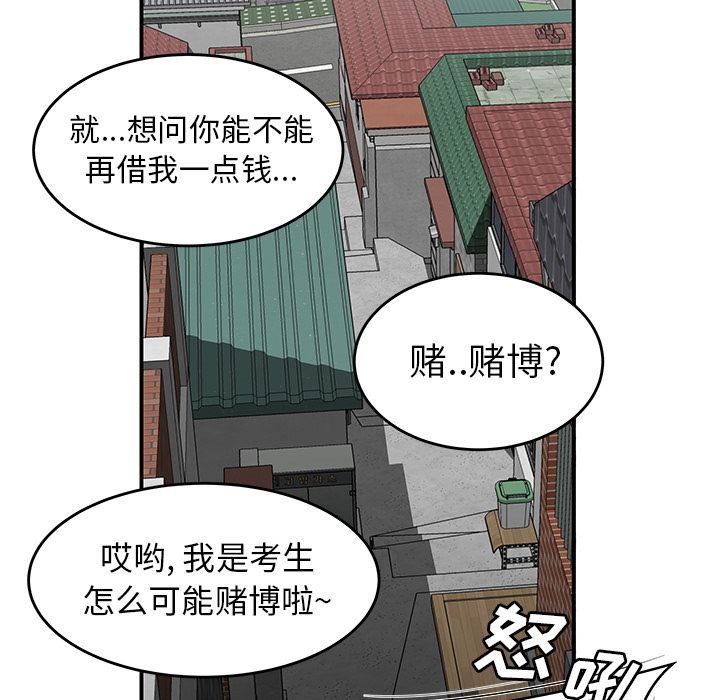 就...想问你能不能
再借我一点钱...
赌..赌博?
哎哟, 我是考生
怎么可能赌博啦~
怒吼